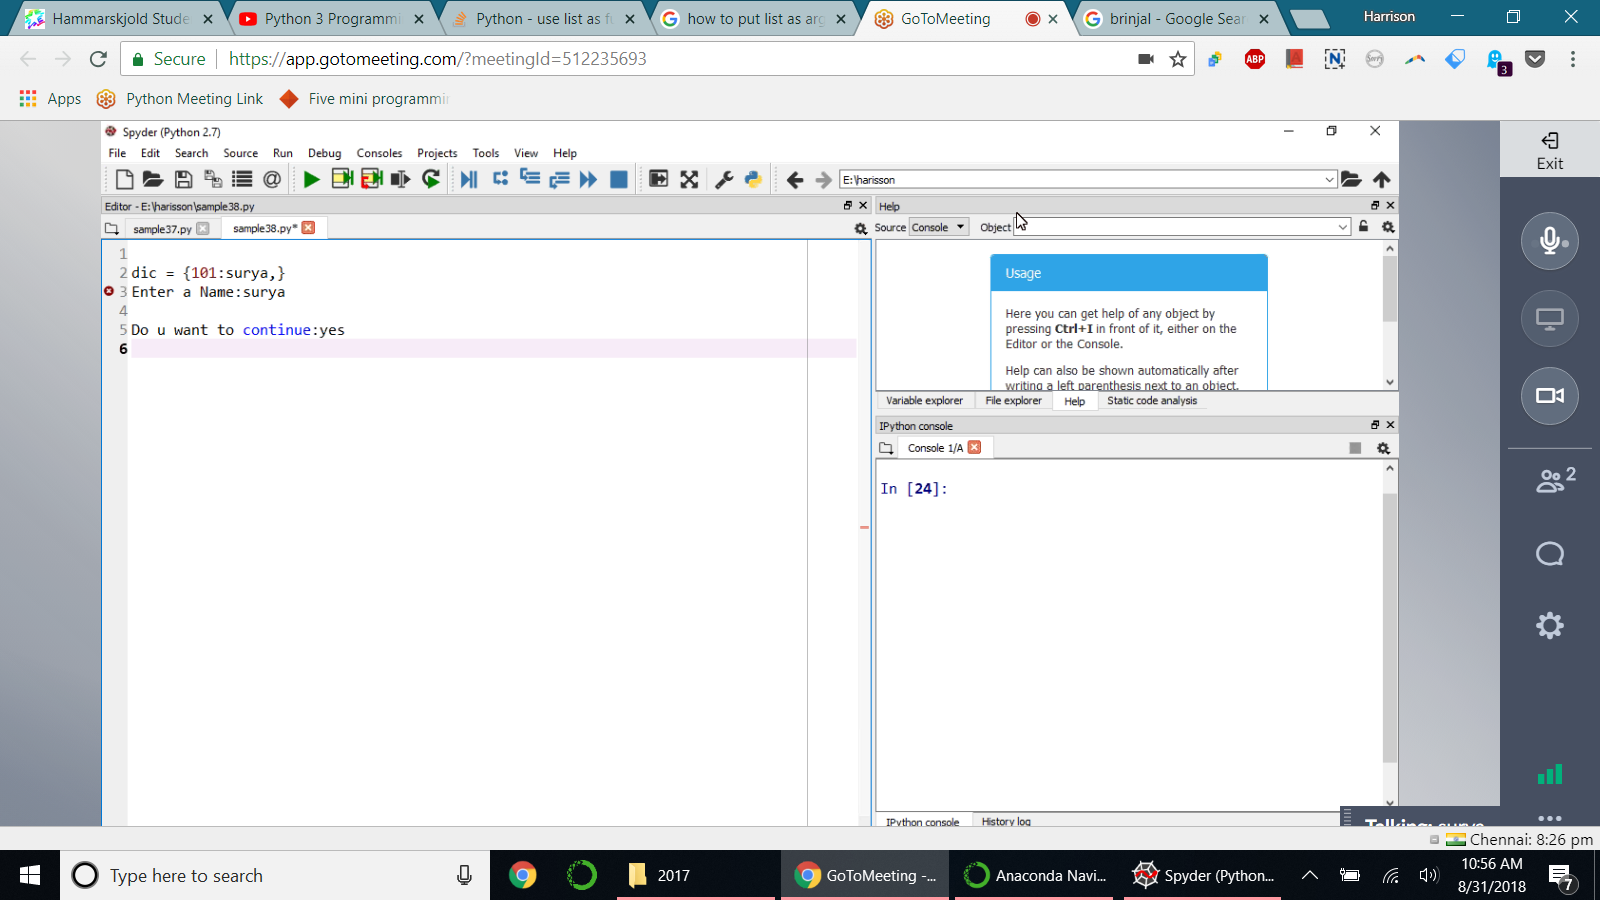 Hammarskjold Stude
Python 3 Programmi
Python - use list as fu
how to put list as arg
GoToMeeting
brinjal - Google Sear
Harrison
Secure
https://app.gotomeeting.com/?meetingId=512235693
ABP
N+
3
Apps
Python Meeting Link
Five mini programmin
Spyder (Python 2.7)
File Edit Search Source Run Debug Consoles Projects Tools View Help
E:\harisson
Editor - E:\harisson\sample38.py
Help
sample37.py
sample38.py*
Source Console Object
1
2 dic = {101:surya,}
3 Enter a Name:surya
4
5 Do u want to continue:yes
6
Usage
Here you can get help of any object by
pressing Ctrl+I in front of it, either on the
Editor or the Console.
Help can also be shown automatically after
writing a left parenthesis next to an object.
Variable explorer File explorer Help Static code analysis
IPython console
Console 1/A
In [24]:
IPython console History log
Exit
2
Talking: surya
Chennai: 8:26 pm
Type here to search
2017
GoToMeeting -...
Anaconda Navi...
Spyder (Python...
10:56 AM
8/31/2018
7